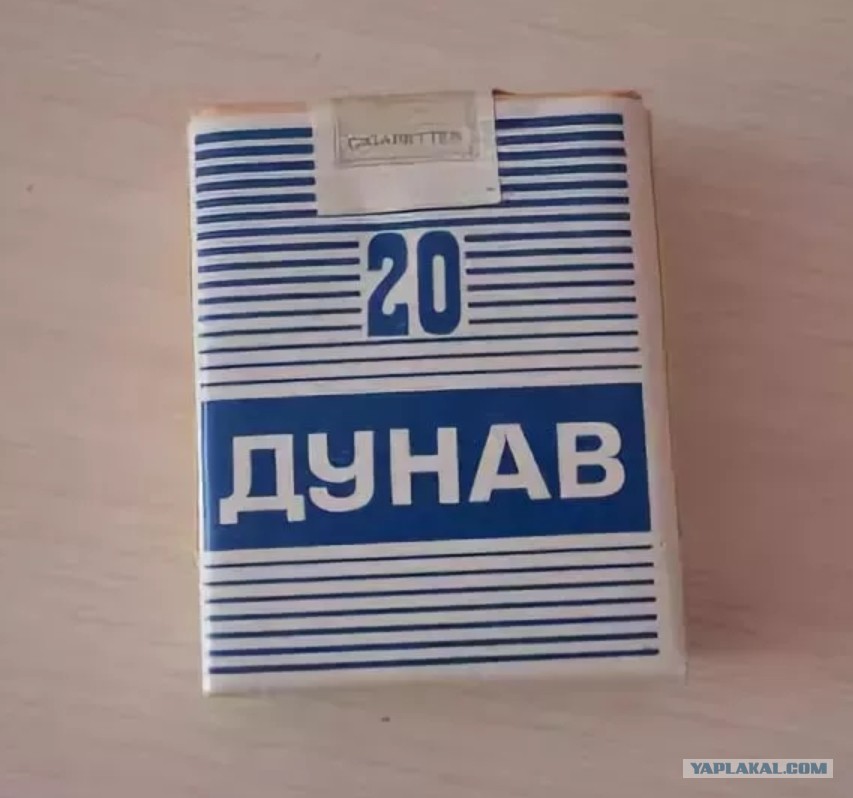 CIGARETTES
20
ДУНАВ
YAPLAKAL.COM